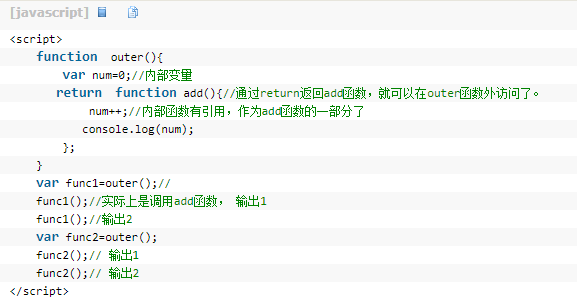 [javascript]
<script>
function outer(){
var num=0;//内部变量
return function add(){//通过return返回add函数，就可以在outer函数外访问了。
num++;//内部函数有引用，作为add函数的一部分了
console.log(num);
};
}
var func1=outer();//
func1();//实际上是调用add函数， 输出1
func1();//输出2
var func2=outer();
func2();// 输出1
func2();// 输出2
</script>